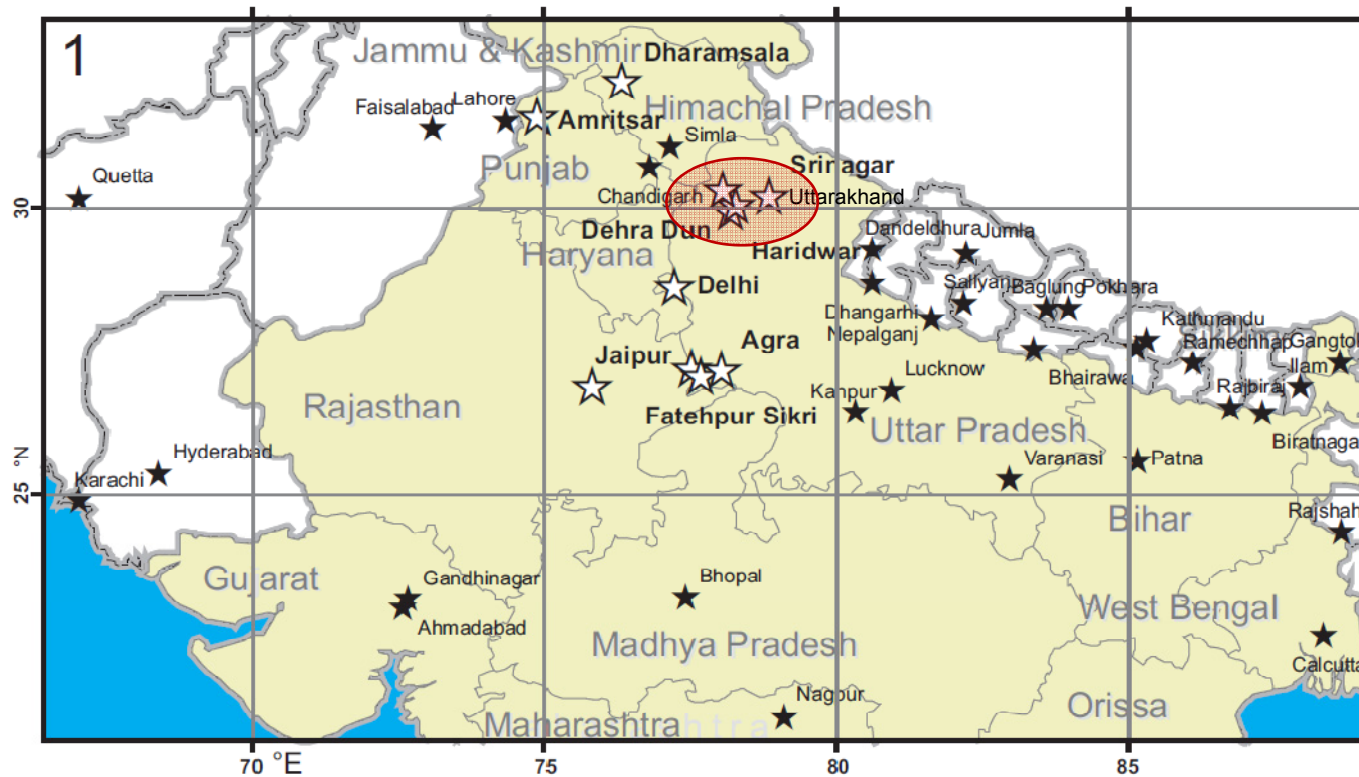 1
Jammu & Kashmir
Dharamsala
Faisalabad
Lahore
Himachal Pradesh
Amritsar
Simla
Punjab
Srinagar
Quetta
Chandigarh
Uttarakhand
30
Dehra Dun
Haridwar
Dandeldhura
Jumla
Haryana
Delhi
Sallyan
Baglung
Pokhara
Dhangarhi
Nepalganj
Kathmandu
Ramechhap
Gangtok
Jaipur
Agra
Bhairawa
Ilam
Lucknow
Kanpur
Rajbiraj
Rajasthan
Fatehpur Sikri
Uttar Pradesh
Biratnaga
°N
Hyderabad
Karachi
Varanasi
Patna
25
Bihar
Rajshah
Gujarat
Gandhinagar
Bhopal
Ahmadabad
West Bengal
Madhya Pradesh
Calcutta
Nagpur
Orissa
Maharashtra
htra
70 °E
75
80
85